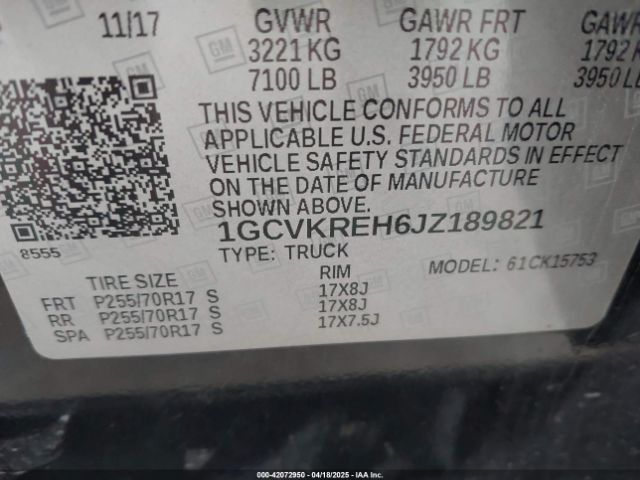 11/17 GVWR GAWR FRT GAWR
3221 KG 1792 KG 1792
7100 LB 3950 LB 3950 LB
THIS VEHICLE CONFORMS TO ALL
APPLICABLE U.S. FEDERAL MOTOR
VEHICLE SAFETY STANDARDS IN EFFECT
ON THE DATE OF MANUFACTURE
SHOWN ABOVE.
1GCVKREH6JZ189821
8555
TYPE: TRUCK
MODEL: 61CK15753
TIRE SIZE RIM
FRT P255/70R17 S 17X8J
RR P255/70R17 S 17X8J
SPA P255/70R17 S 17X7.5J
GM
000-42072950 - 04/18/2025 - IAA Inc.